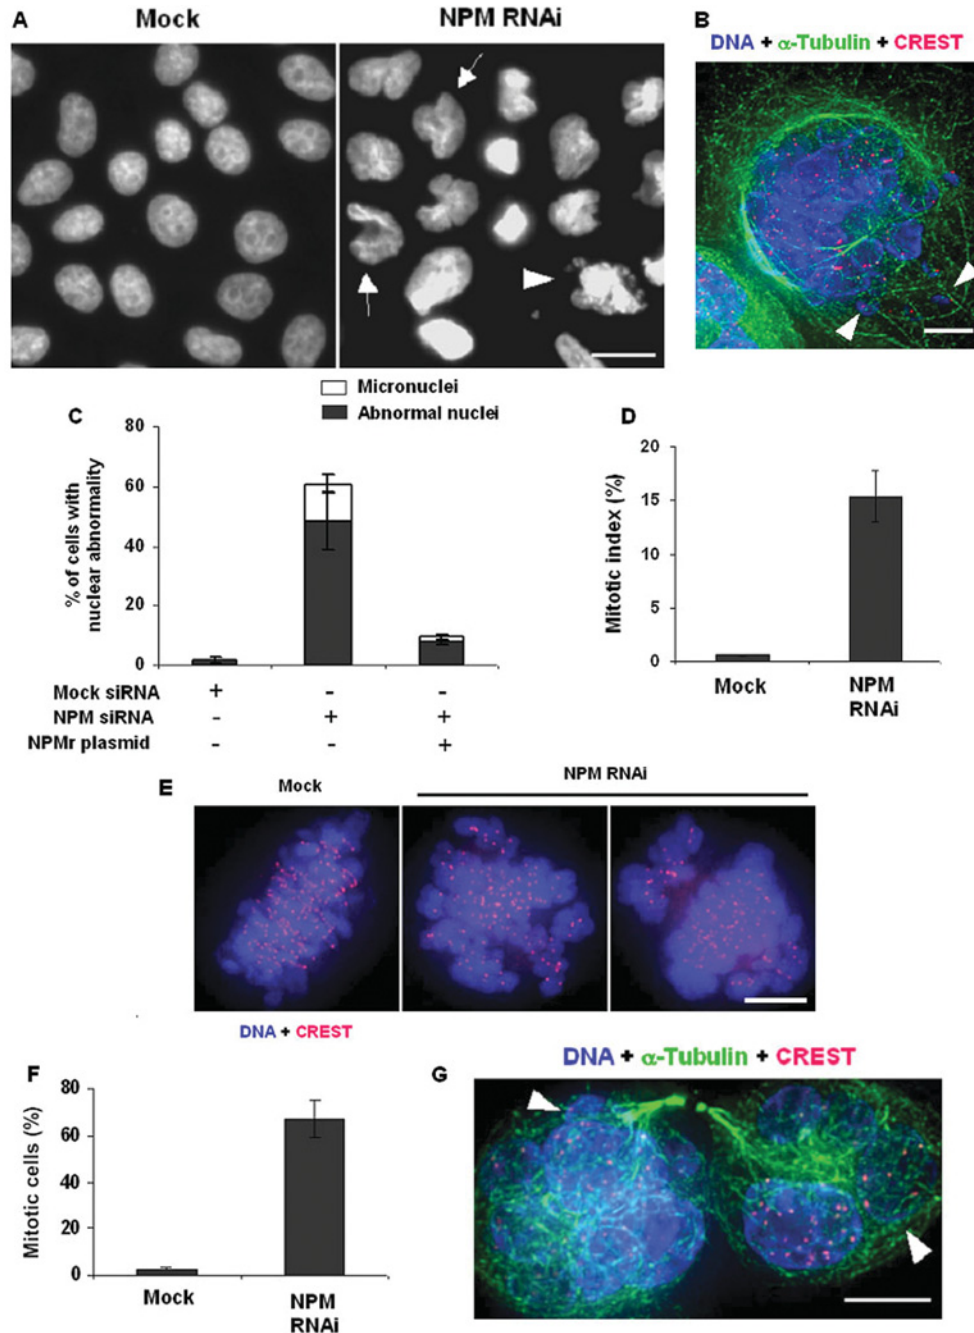 A
Mock
NPM RNAi
B
DNA + α-Tubulin + CREST
C
Micronuclei
Abnormal nuclei
% of cells with
nuclear abnormality
80
60
40
20
0
Mock siRNA + - -
NPM siRNA - + +
NPMr plasmid - - +
D
Mitotic index (%)
20
15
10
5
0
Mock
NPM
RNAi
E
Mock
NPM RNAi
DNA + CREST
F
Mitotic cells (%)
80
60
40
20
0
Mock
NPM
RNAi
G
DNA + α-Tubulin + CREST